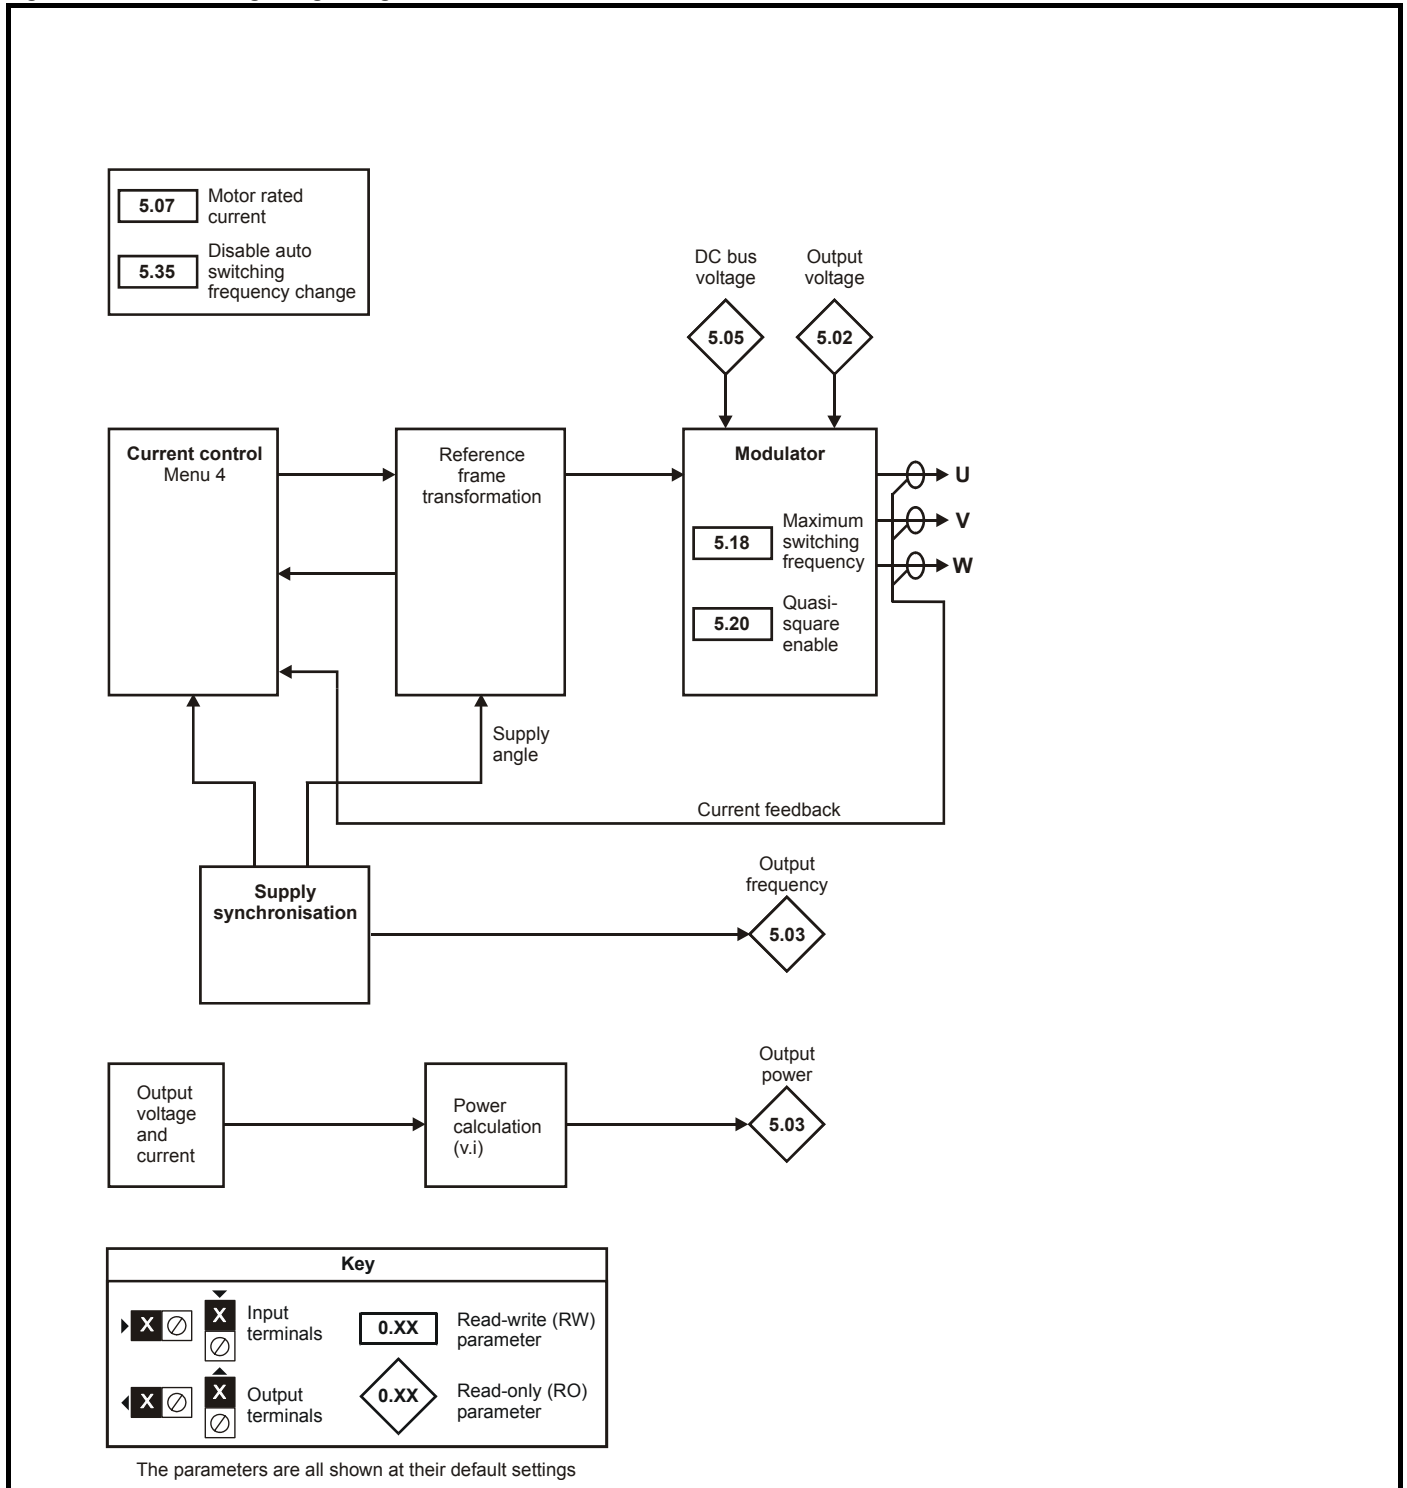 5.07
Motor rated
current
5.35
Disable auto
switching
frequency change
DC bus
voltage
Output
voltage
5.05
5.02
Current control
Menu 4
Reference
frame
transformation
Modulator
5.18
Maximum
switching
frequency
5.20
Quasi-
square
enable
U
V
W
Supply
angle
Current feedback
Supply
synchronisation
Output
frequency
5.03
Output
voltage
and
current
Power
calculation
(v.i)
Output
power
5.03
Key
X
X
Input
terminals
0.XX
Read-write (RW)
parameter
X
X
Output
terminals
0.XX
Read-only (RO)
parameter
The parameters are all shown at their default settings